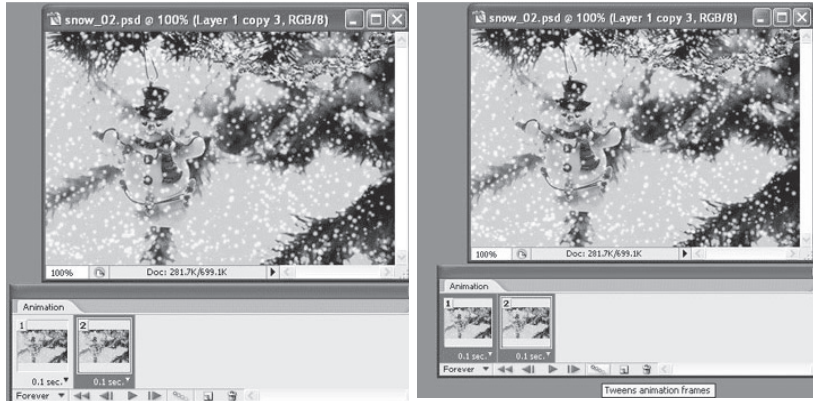 snow_02.psd @ 100% (Layer 1 copy 3, RGB/8)
100%
Doc: 281.7K/699.1K
Animation
1
2
0.1 sec.
0.1 sec.
Forever
snow_02.psd @ 100% (Layer 1 copy 3, RGB/8)
100%
Doc: 281.7K/699.1K
Animation
1
2
0.1 sec.
0.1 sec.
Forever
Tweens animation frames